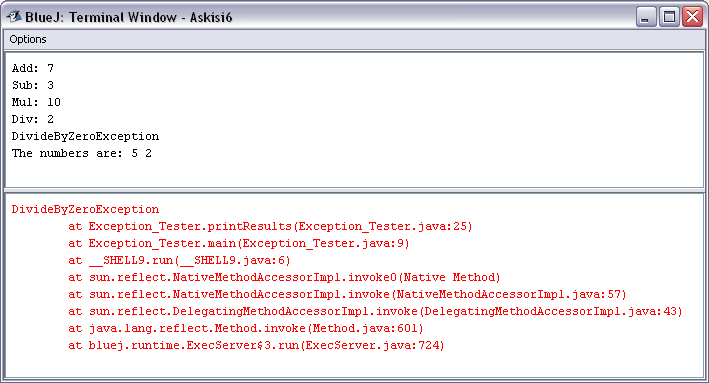 BlueJ: Terminal Window - Askisi6
Options
Add: 7
Sub: 3
Mul: 10
Div: 2
DivideByZeroException
The numbers are: 5 2
DivideByZeroException
at Exception_Tester.printResults(Exception_Tester.java:25)
at Exception_Tester.main(Exception_Tester.java:9)
at __SHELL9.run(__SHELL9.java:6)
at sun.reflect.NativeMethodAccessorImpl.invoke0(Native Method)
at sun.reflect.NativeMethodAccessorImpl.invoke(NativeMethodAccessorImpl.java:57)
at sun.reflect.DelegatingMethodAccessorImpl.invoke(DelegatingMethodAccessorImpl.java:43)
at java.lang.reflect.Method.invoke(Method.java:601)
at bluej.runtime.ExecServer$3.run(ExecServer.java:724)